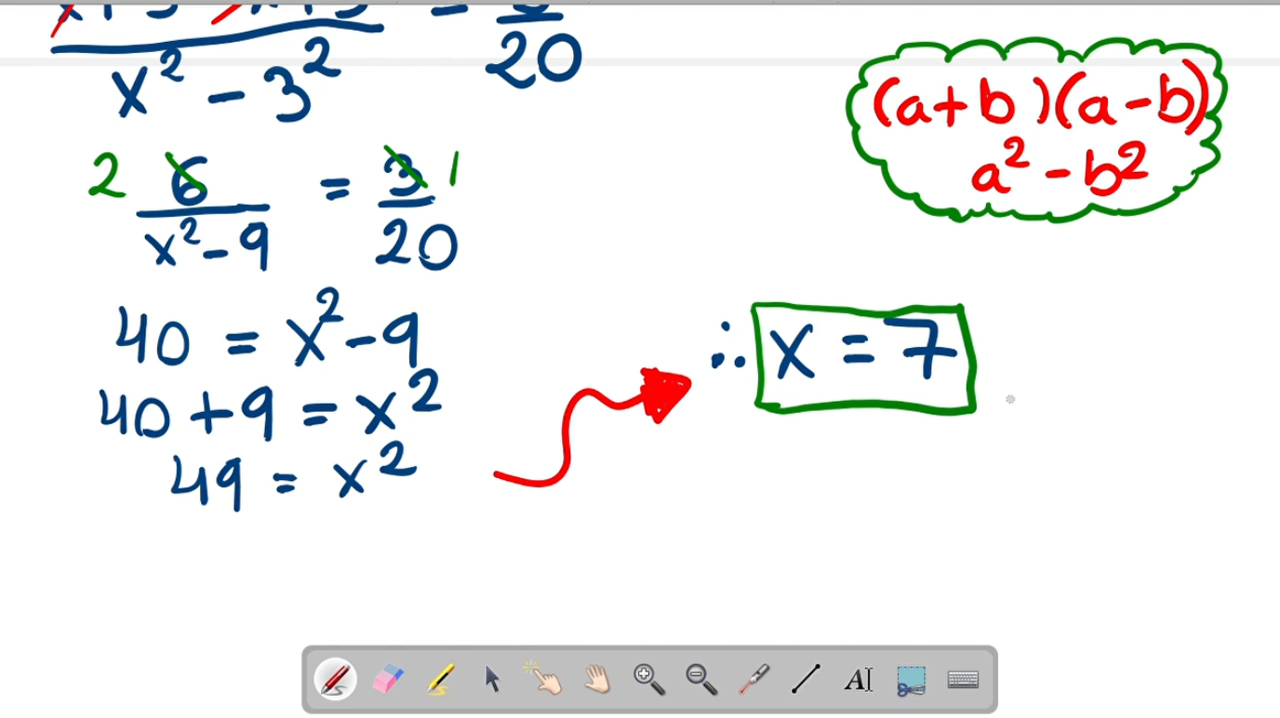 x² - 3² 20
(a+b)(a-b)
a² - b²
2 6 = 3 1
x² - 9 20
40 = x² - 9
40 + 9 = x²
49 = x²
∴ x = 7
AI